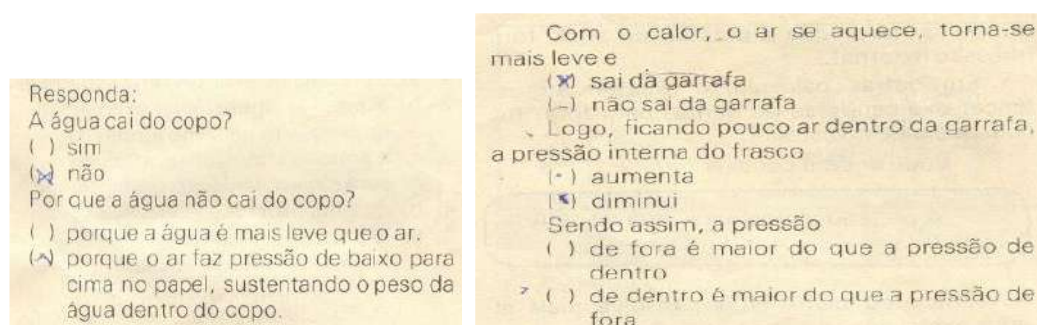 Responda:
A água cai do copo?
( ) sim
(x) não
Por que a água não cai do copo?
( ) porque a água é mais leve que o ar.
(x) porque o ar faz pressão de baixo para
cima no papel, sustentando o peso da
água dentro do copo.
Com o calor, o ar se aquece, torna-se
mais leve e
(x) sai da garrafa
(-) não sai da garrafa
Logo, ficando pouco ar dentro da garrafa,
a pressão interna do frasco
( ) aumenta
(x) diminui
Sendo assim, a pressão
( ) de fora é maior do que a pressão de
dentro
( ) de dentro é maior do que a pressão de
fora